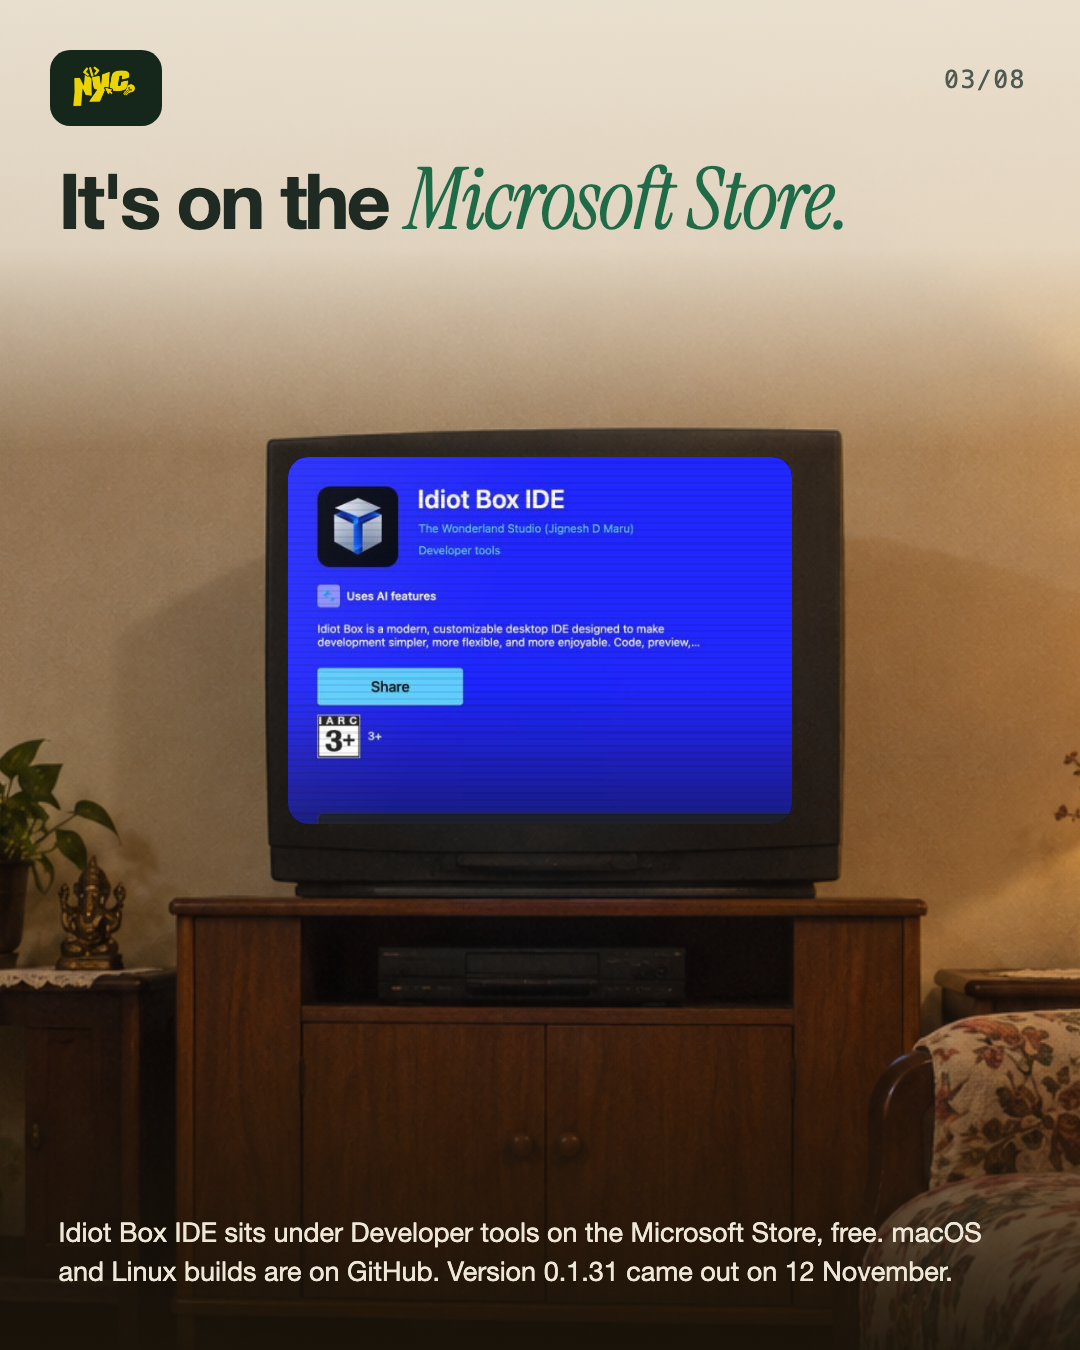 NYC
03/08
It's on the Microsoft Store.
Idiot Box IDE
The Wonderland Studio (Jignesh D Maru)
Developer tools
Uses AI features
Idiot Box is a modern, customizable desktop IDE designed to make
development simpler, more flexible, and more enjoyable. Code, preview,...
Share
IARC
3+
3+
Idiot Box IDE sits under Developer tools on the Microsoft Store, free. macOS
and Linux builds are on GitHub. Version 0.1.31 came out on 12 November.